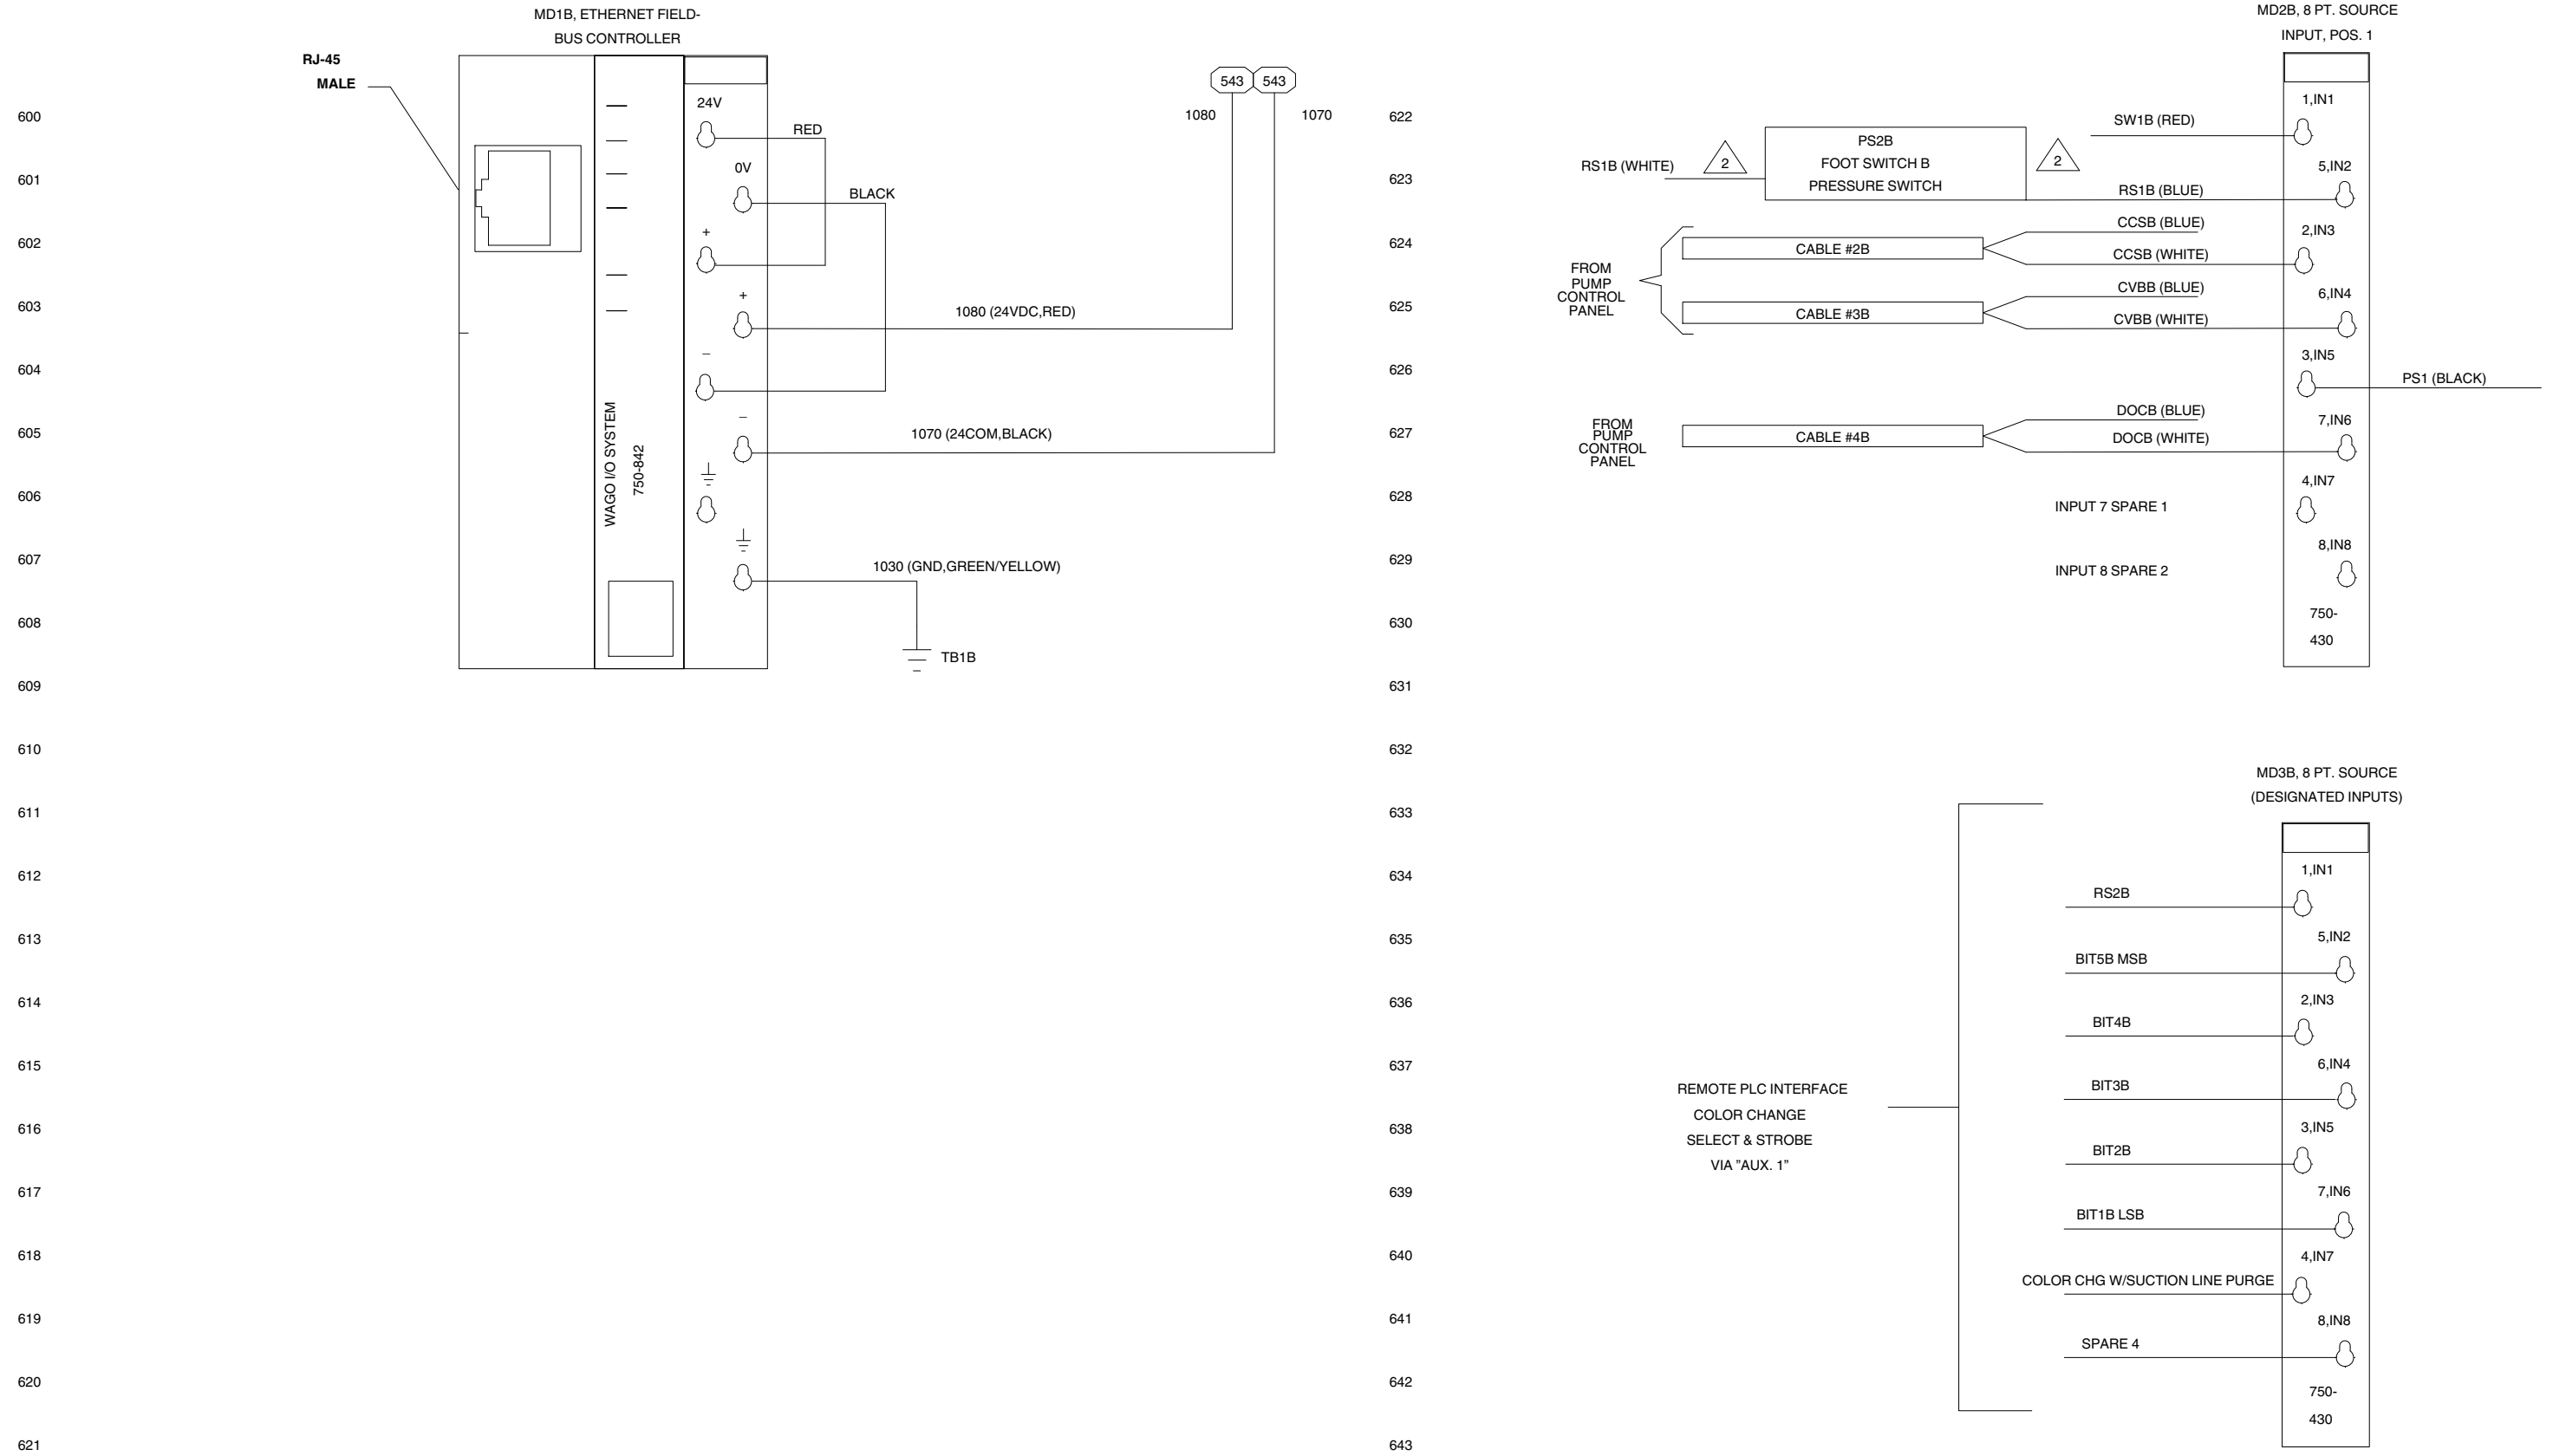 MD1B, ETHERNET FIELD-
BUS CONTROLLER
RJ-45
MALE
600
601
602
603
604
605
606
607
608
609
610
611
612
613
614
615
616
617
618
619
620
621
24V
RED
0V
BLACK
+
+
1080 (24VDC,RED)
–
–
1070 (24COM,BLACK)
1030 (GND,GREEN/YELLOW)
TB1B
WAGO I/O SYSTEM
750-842
543 543
1080 1070
622
623
624
625
626
627
628
629
630
631
632
633
634
635
636
637
638
639
640
641
642
643
MD2B, 8 PT. SOURCE
INPUT, POS. 1
1,IN1
SW1B (RED)
RS1B (WHITE)
2
PS2B
FOOT SWITCH B
PRESSURE SWITCH
2
5,IN2
RS1B (BLUE)
CCSB (BLUE)
2,IN3
CABLE #2B
CCSB (WHITE)
FROM
PUMP
CONTROL
PANEL
CVBB (BLUE)
6,IN4
CABLE #3B
CVBB (WHITE)
3,IN5
PS1 (BLACK)
DOCB (BLUE)
7,IN6
FROM
PUMP
CONTROL
PANEL
CABLE #4B
DOCB (WHITE)
4,IN7
INPUT 7 SPARE 1
8,IN8
INPUT 8 SPARE 2
750-
430
MD3B, 8 PT. SOURCE
(DESIGNATED INPUTS)
1,IN1
RS2B
5,IN2
BIT5B MSB
2,IN3
BIT4B
6,IN4
BIT3B
REMOTE PLC INTERFACE
COLOR CHANGE
SELECT & STROBE
VIA ”AUX. 1”
3,IN5
BIT2B
7,IN6
BIT1B LSB
4,IN7
COLOR CHG W/SUCTION LINE PURGE
8,IN8
SPARE 4
750-
430